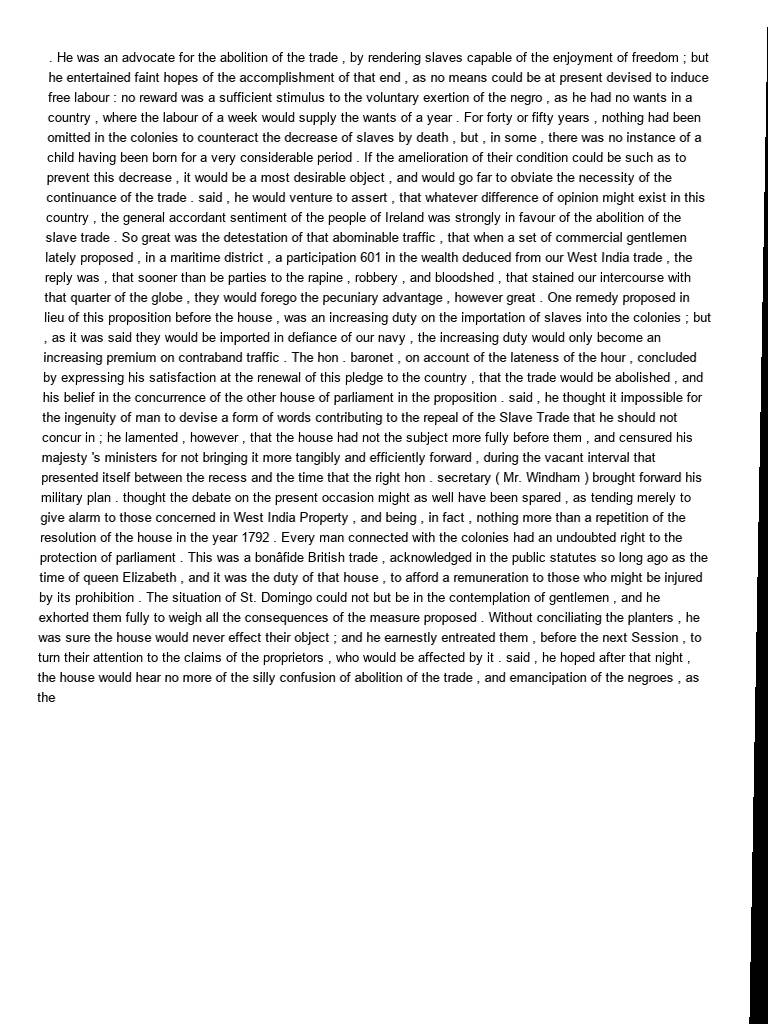 . He was an advocate for the abolition of the trade , by rendering slaves capable of the enjoyment of freedom ; but
he entertained faint hopes of the accomplishment of that end , as no means could be at present devised to induce
free labour : no reward was a sufficient stimulus to the voluntary exertion of the negro , as he had no wants in a
country , where the labour of a week would supply the wants of a year . For forty or fifty years , nothing had been
omitted in the colonies to counteract the decrease of slaves by death , but , in some , there was no instance of a
child having been born for a very considerable period . If the amelioration of their condition could be such as to
prevent this decrease , it would be a most desirable object , and would go far to obviate the necessity of the
continuance of the trade . said , he would venture to assert , that whatever difference of opinion might exist in this
country , the general accordant sentiment of the people of Ireland was strongly in favour of the abolition of the
slave trade . So great was the detestation of that abominable traffic , that when a set of commercial gentlemen
lately proposed , in a maritime district , a participation 601 in the wealth deduced from our West India trade , the
reply was , that sooner than be parties to the rapine , robbery , and bloodshed , that stained our intercourse with
that quarter of the globe , they would forego the pecuniary advantage , however great . One remedy proposed in
lieu of this proposition before the house , was an increasing duty on the importation of slaves into the colonies ; but
, as it was said they would be imported in defiance of our navy , the increasing duty would only become an
increasing premium on contraband traffic . The hon . baronet , on account of the lateness of the hour , concluded
by expressing his satisfaction at the renewal of this pledge to the country , that the trade would be abolished , and
his belief in the concurrence of the other house of parliament in the proposition . said , he thought it impossible for
the ingenuity of man to devise a form of words contributing to the repeal of the Slave Trade that he should not
concur in ; he lamented , however , that the house had not the subject more fully before them , and censured his
majesty 's ministers for not bringing it more tangibly and efficiently forward , during the vacant interval that
presented itself between the recess and the time that the right hon . secretary ( Mr. Windham ) brought forward his
military plan . thought the debate on the present occasion might as well have been spared , as tending merely to
give alarm to those concerned in West India Property , and being , in fact , nothing more than a repetition of the
resolution of the house in the year 1792 . Every man connected with the colonies had an undoubted right to the
protection of parliament . This was a bonâfide British trade , acknowledged in the public statutes so long ago as the
time of queen Elizabeth , and it was the duty of that house , to afford a remuneration to those who might be injured
by its prohibition . The situation of St. Domingo could not but be in the contemplation of gentlemen , and he
exhorted them fully to weigh all the consequences of the measure proposed . Without conciliating the planters , he
was sure the house would never effect their object ; and he earnestly entreated them , before the next Session , to
turn their attention to the claims of the proprietors , who would be affected by it . said , he hoped after that night ,
the house would hear no more of the silly confusion of abolition of the trade , and emancipation of the negroes , as
the